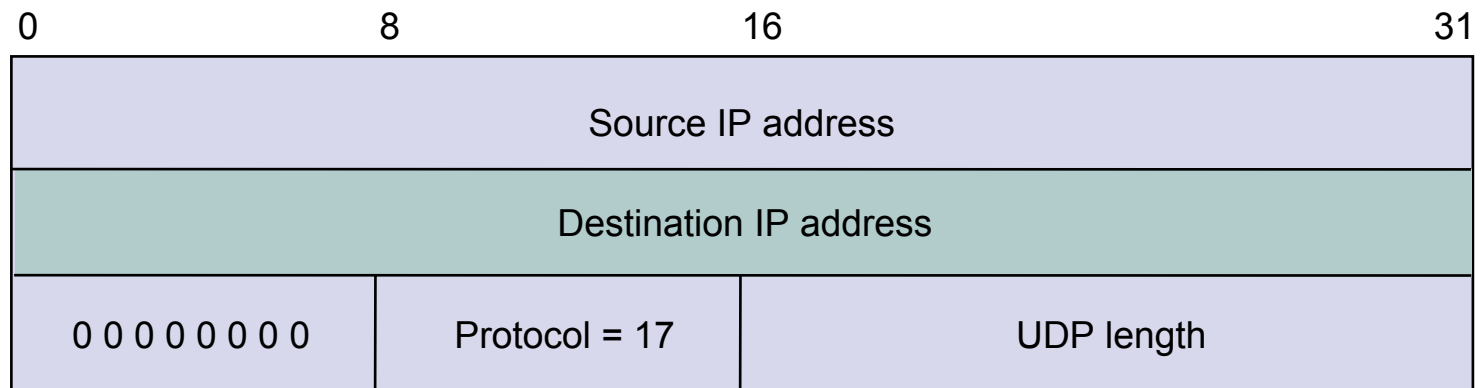 0 8 16 31
Source IP address
Destination IP address
0 0 0 0 0 0 0 0 Protocol = 17 UDP length